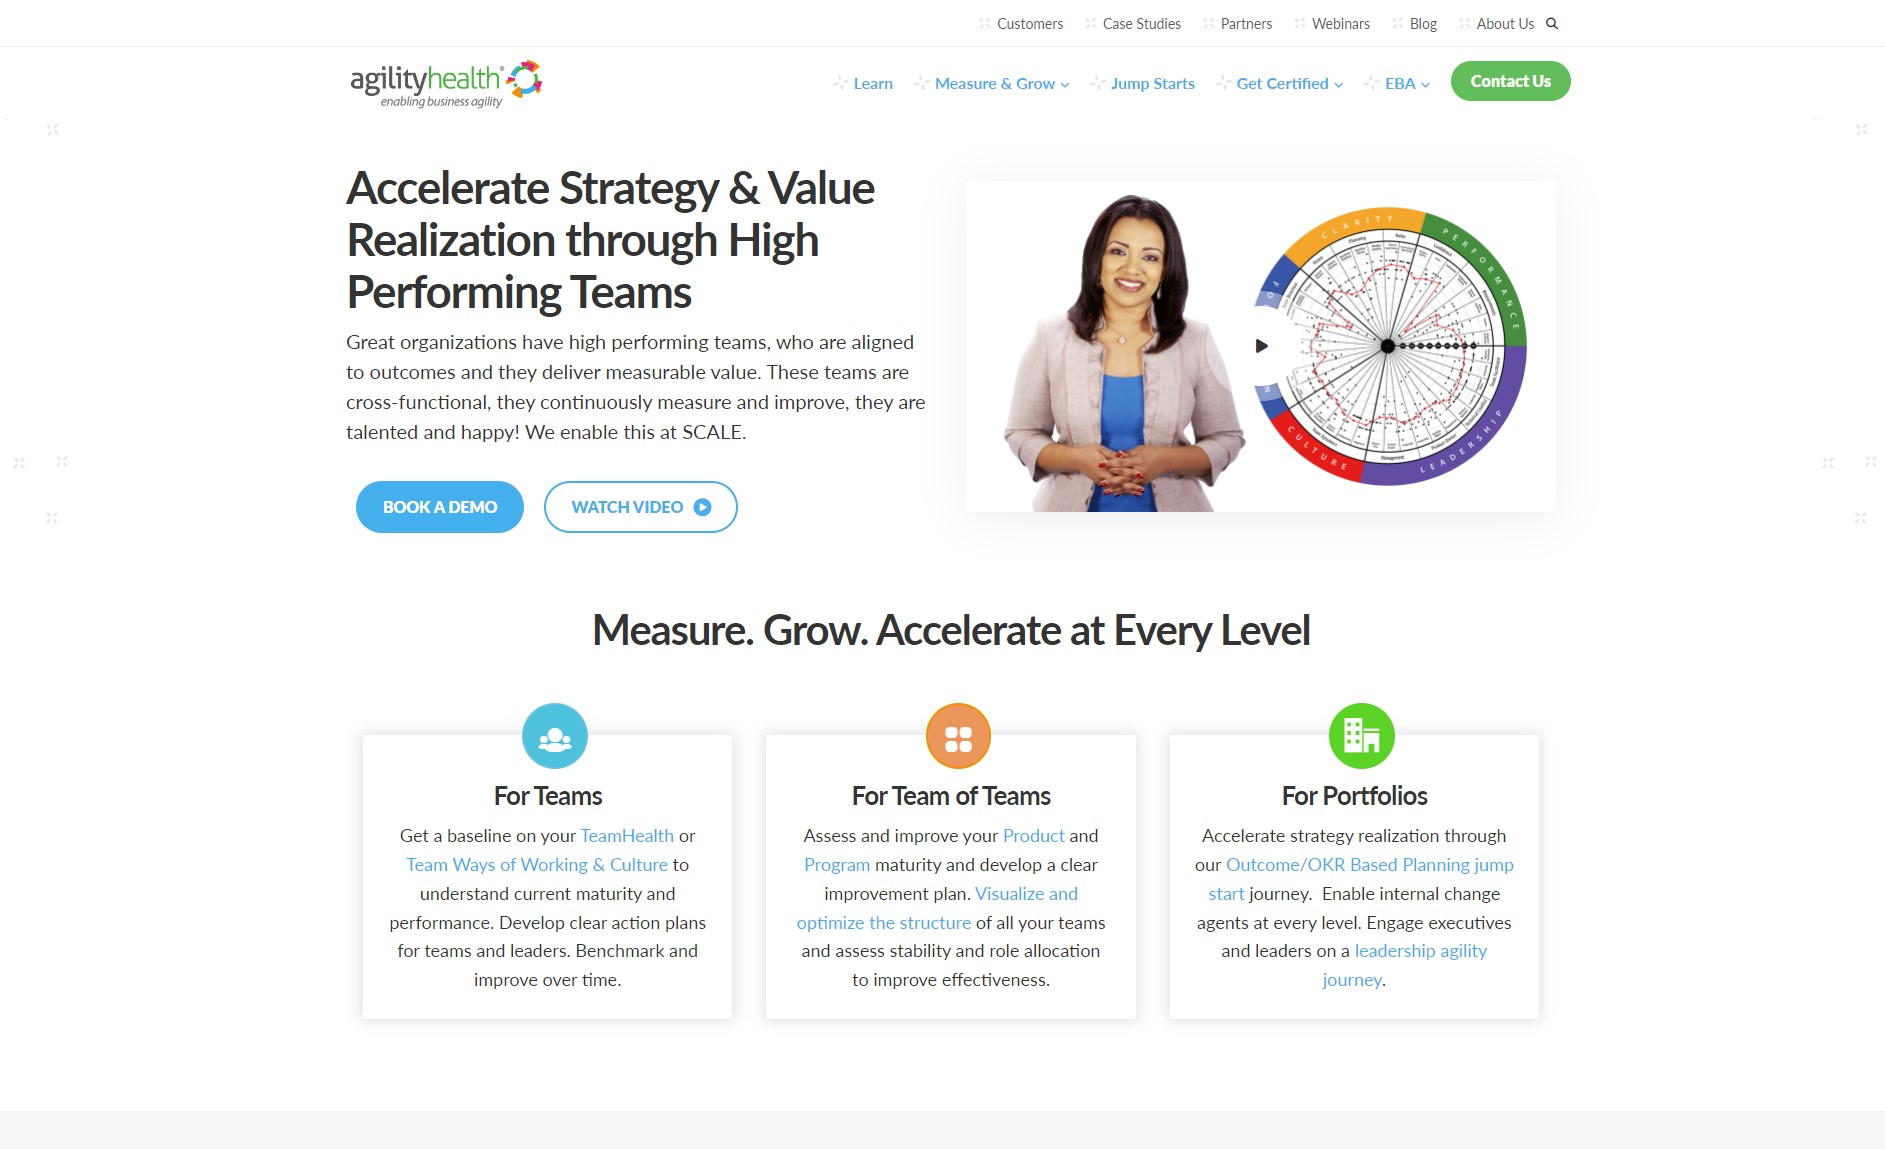 Customers
Case Studies
Partners
Webinars
Blog
About Us
agilityhealth®
enabling business agility
Learn
Measure & Grow
Jump Starts
Get Certified
EBA
Contact Us
Accelerate Strategy & Value
Realization through High
Performing Teams
Great organizations have high performing teams, who are aligned
to outcomes and they deliver measurable value. These teams are
cross-functional, they continuously measure and improve, they are
talented and happy! We enable this at SCALE.
BOOK A DEMO
WATCH VIDEO
CLARITY
PERFORMANCE
LEADERSHIP
CULTURE
Planning
Roles
Confidence
Management
Product Owner
Measure. Grow. Accelerate at Every Level
For Teams
Get a baseline on your TeamHealth or
Team Ways of Working & Culture to
understand current maturity and
performance. Develop clear action plans
for teams and leaders. Benchmark and
improve over time.
For Team of Teams
Assess and improve your Product and
Program maturity and develop a clear
improvement plan. Visualize and
optimize the structure of all your teams
and assess stability and role allocation
to improve effectiveness.
For Portfolios
Accelerate strategy realization through
our Outcome/OKR Based Planning jump
start journey.  Enable internal change
agents at every level. Engage executives
and leaders on a leadership agility
journey.